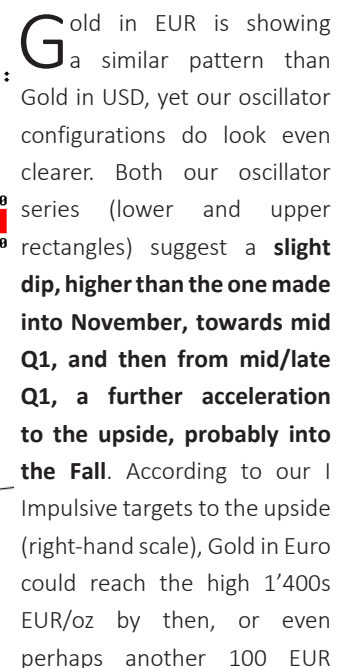 Gold in EUR is showing
a similar pattern than
Gold in USD, yet our oscillator
configurations do look even
clearer. Both our oscillator
series (lower and upper
rectangles) suggest a slight
dip, higher than the one made
into November, towards mid
Q1, and then from mid/late
Q1, a further acceleration
to the upside, probably into
the Fall. According to our I
Impulsive targets to the upside
(right-hand scale), Gold in Euro
could reach the high 1'400s
EUR/oz by then, or even
perhaps another 100 EUR